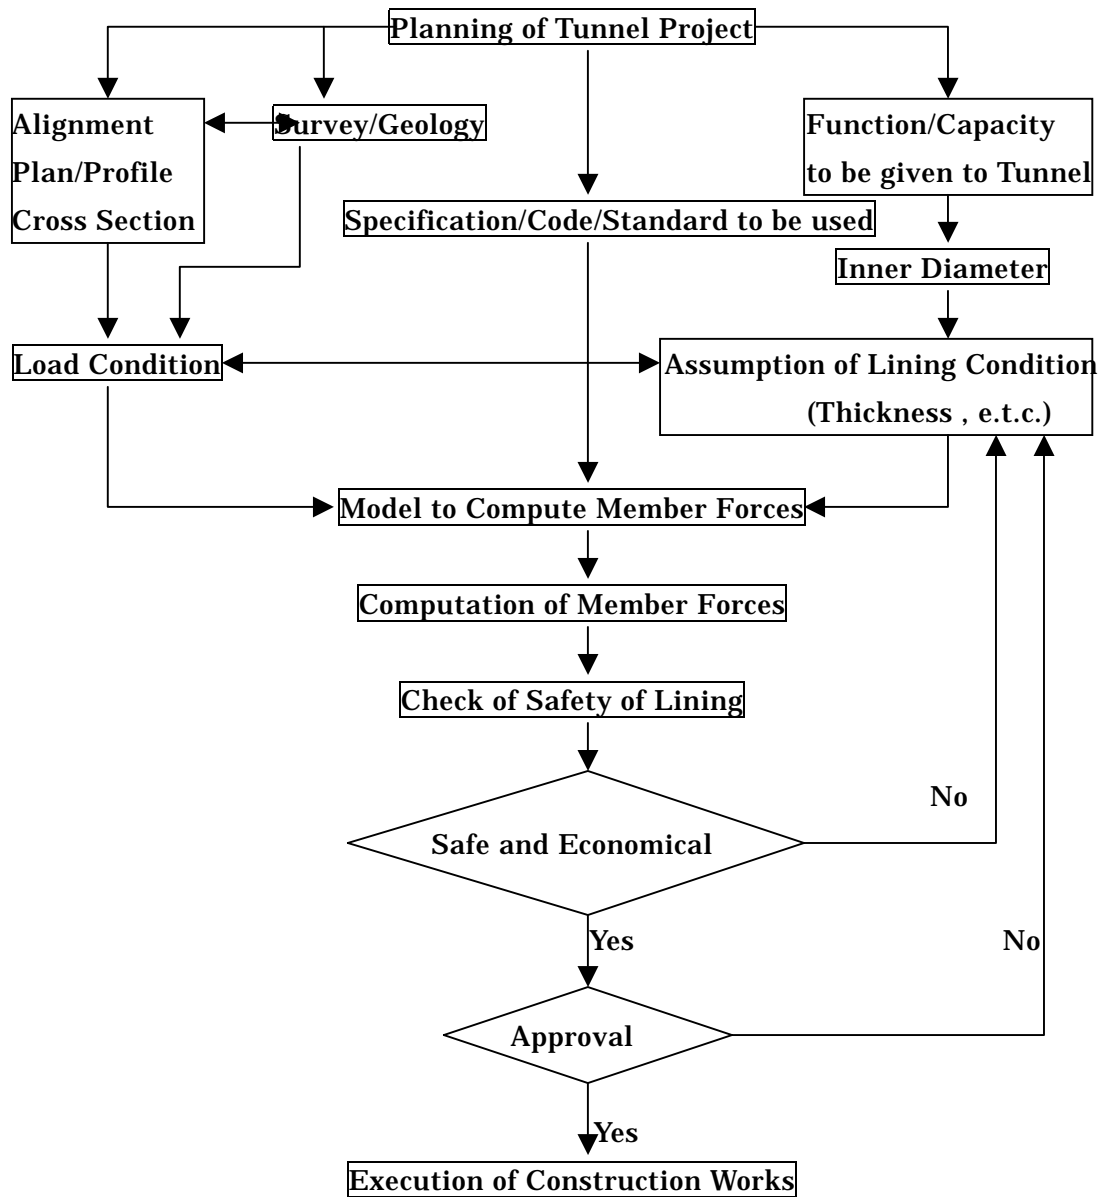 Planning of Tunnel Project
Alignment
Plan/Profile
Cross Section
Survey/Geology
Function/Capacity
to be given to Tunnel
Specification/Code/Standard to be used
Inner Diameter
Load Condition
Assumption of Lining Condition
(Thickness , e.t.c.)
Model to Compute Member Forces
Computation of Member Forces
Check of Safety of Lining
No
Safe and Economical
Yes
No
Approval
Yes
Execution of Construction Works